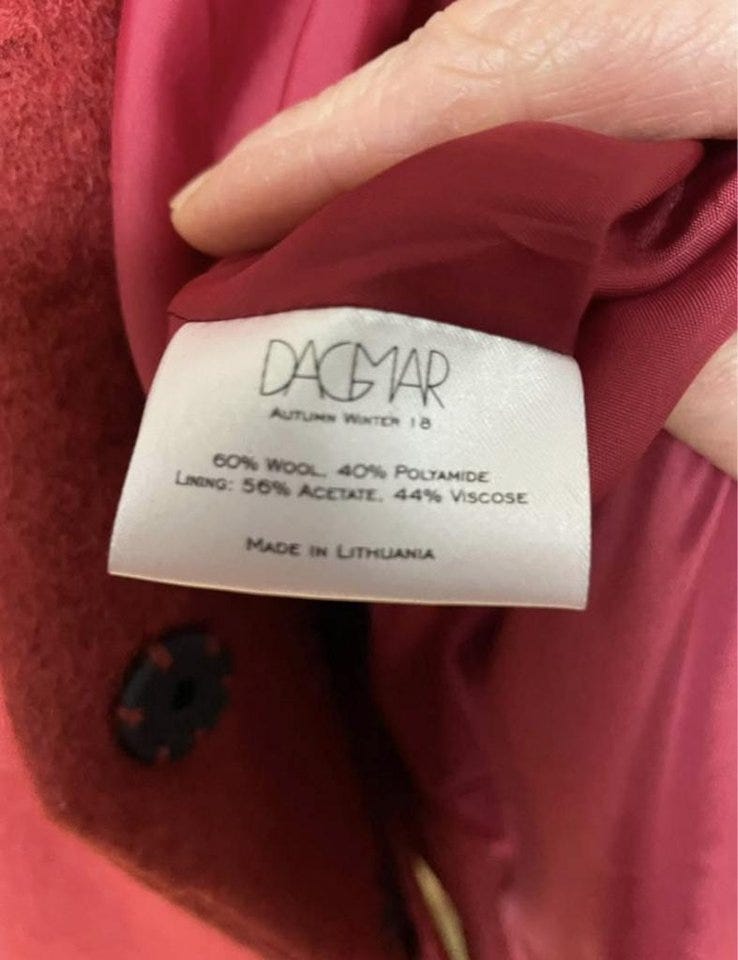 DAGMAR
AUTUMN WINTER 18
60% WOOL, 40% POLYAMIDE
LINING: 56% ACETATE, 44% VISCOSE
MADE IN LITHUANIA